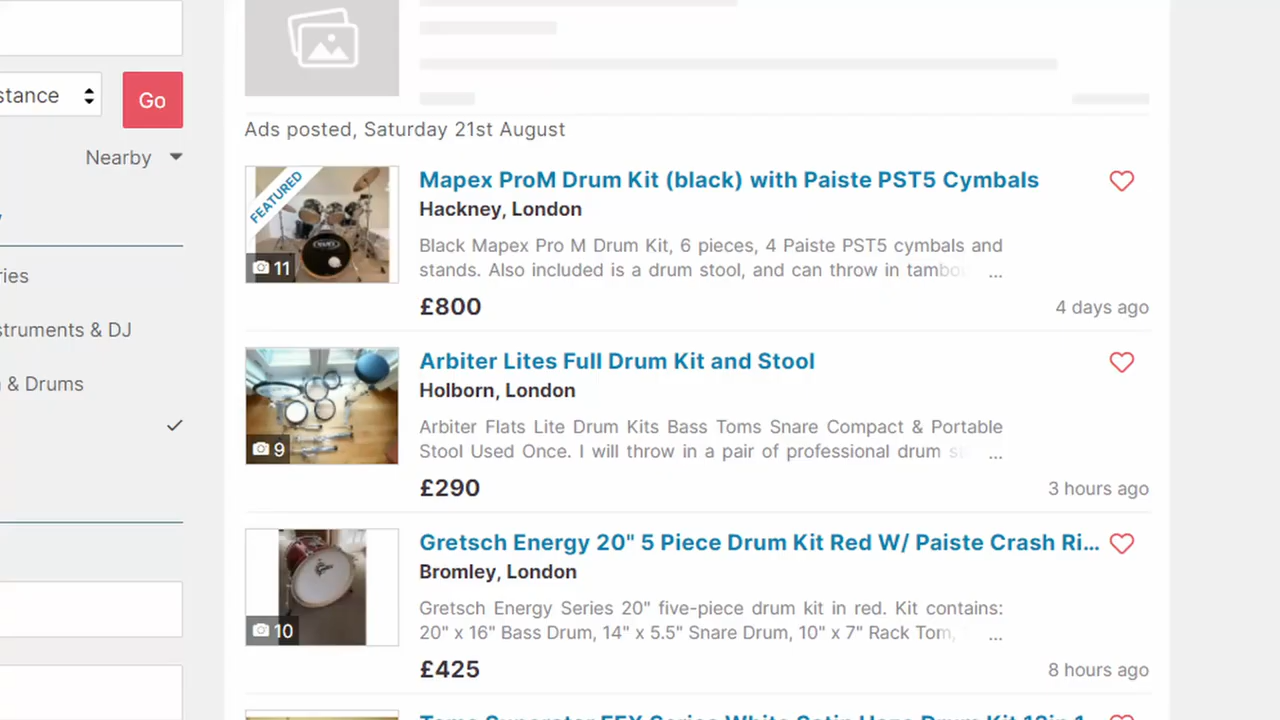 stance
Go
Nearby
ries
struments & DJ
& Drums
Ads posted, Saturday 21st August
FEATURED
11
Mapex ProM Drum Kit (black) with Paiste PST5 Cymbals
Hackney, London
Black Mapex Pro M Drum Kit, 6 pieces, 4 Paiste PST5 cymbals and
stands. Also included is a drum stool, and can throw in tambo ...
£800
4 days ago
9
Arbiter Lites Full Drum Kit and Stool
Holborn, London
Arbiter Flats Lite Drum Kits Bass Toms Snare Compact & Portable
Stool Used Once. I will throw in a pair of professional drum s ...
£290
3 hours ago
10
Gretsch Energy 20" 5 Piece Drum Kit Red W/ Paiste Crash Ri...
Bromley, London
Gretsch Energy Series 20" five-piece drum kit in red. Kit contains:
20" x 16" Bass Drum, 14" x 5.5" Snare Drum, 10" x 7" Rack Tom, ...
£425
8 hours ago